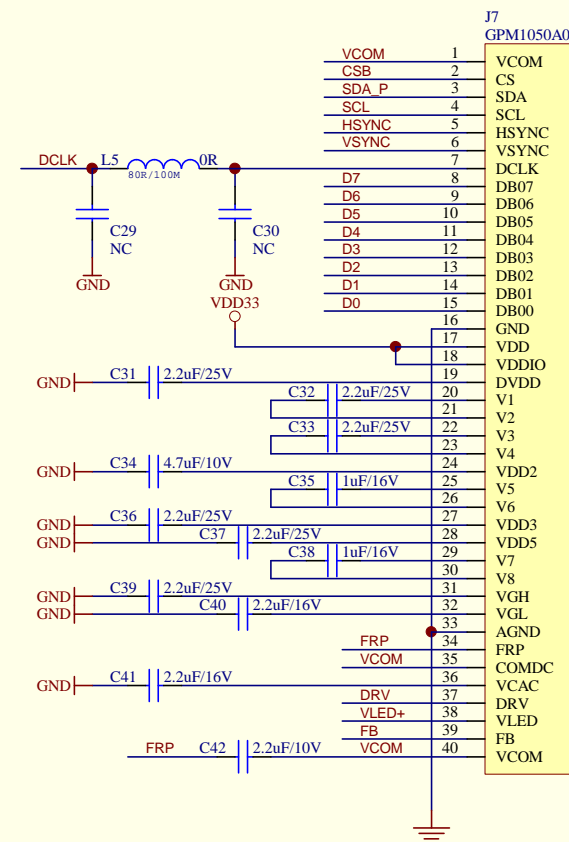 J7
GPM1050A0
VCOM 1 VCOM
CSB 2 CS
SDA_P 3 SDA
SCL 4 SCL
HSYNC 5 HSYNC
VSYNC 6 VSYNC
DCLK L5 0R 7 DCLK
80R/100M
D7 8 DB07
D6 9 DB06
D5 10 DB05
D4 11 DB04
D3 12 DB03
D2 13 DB02
D1 14 DB01
D0 15 DB00
C29 C30
NC NC
GND GND
VDD33
16 GND
17 VDD
18 VDDIO
GND C31 2.2uF/25V 19 DVDD
C32 2.2uF/25V 20 V1
21 V2
C33 2.2uF/25V 22 V3
23 V4
GND C34 4.7uF/10V 24 VDD2
C35 1uF/16V 25 V5
26 V6
GND C36 2.2uF/25V 27 VDD3
GND C37 2.2uF/25V 28 VDD5
C38 1uF/16V 29 V7
30 V8
GND C39 2.2uF/25V 31 VGH
GND C40 2.2uF/16V 32 VGL
33 AGND
FRP 34 FRP
VCOM 35 COMDC
GND C41 2.2uF/16V 36 VCAC
DRV 37 DRV
VLED+ 38 VLED
FB 39 FB
FRP C42 2.2uF/10V VCOM 40 VCOM